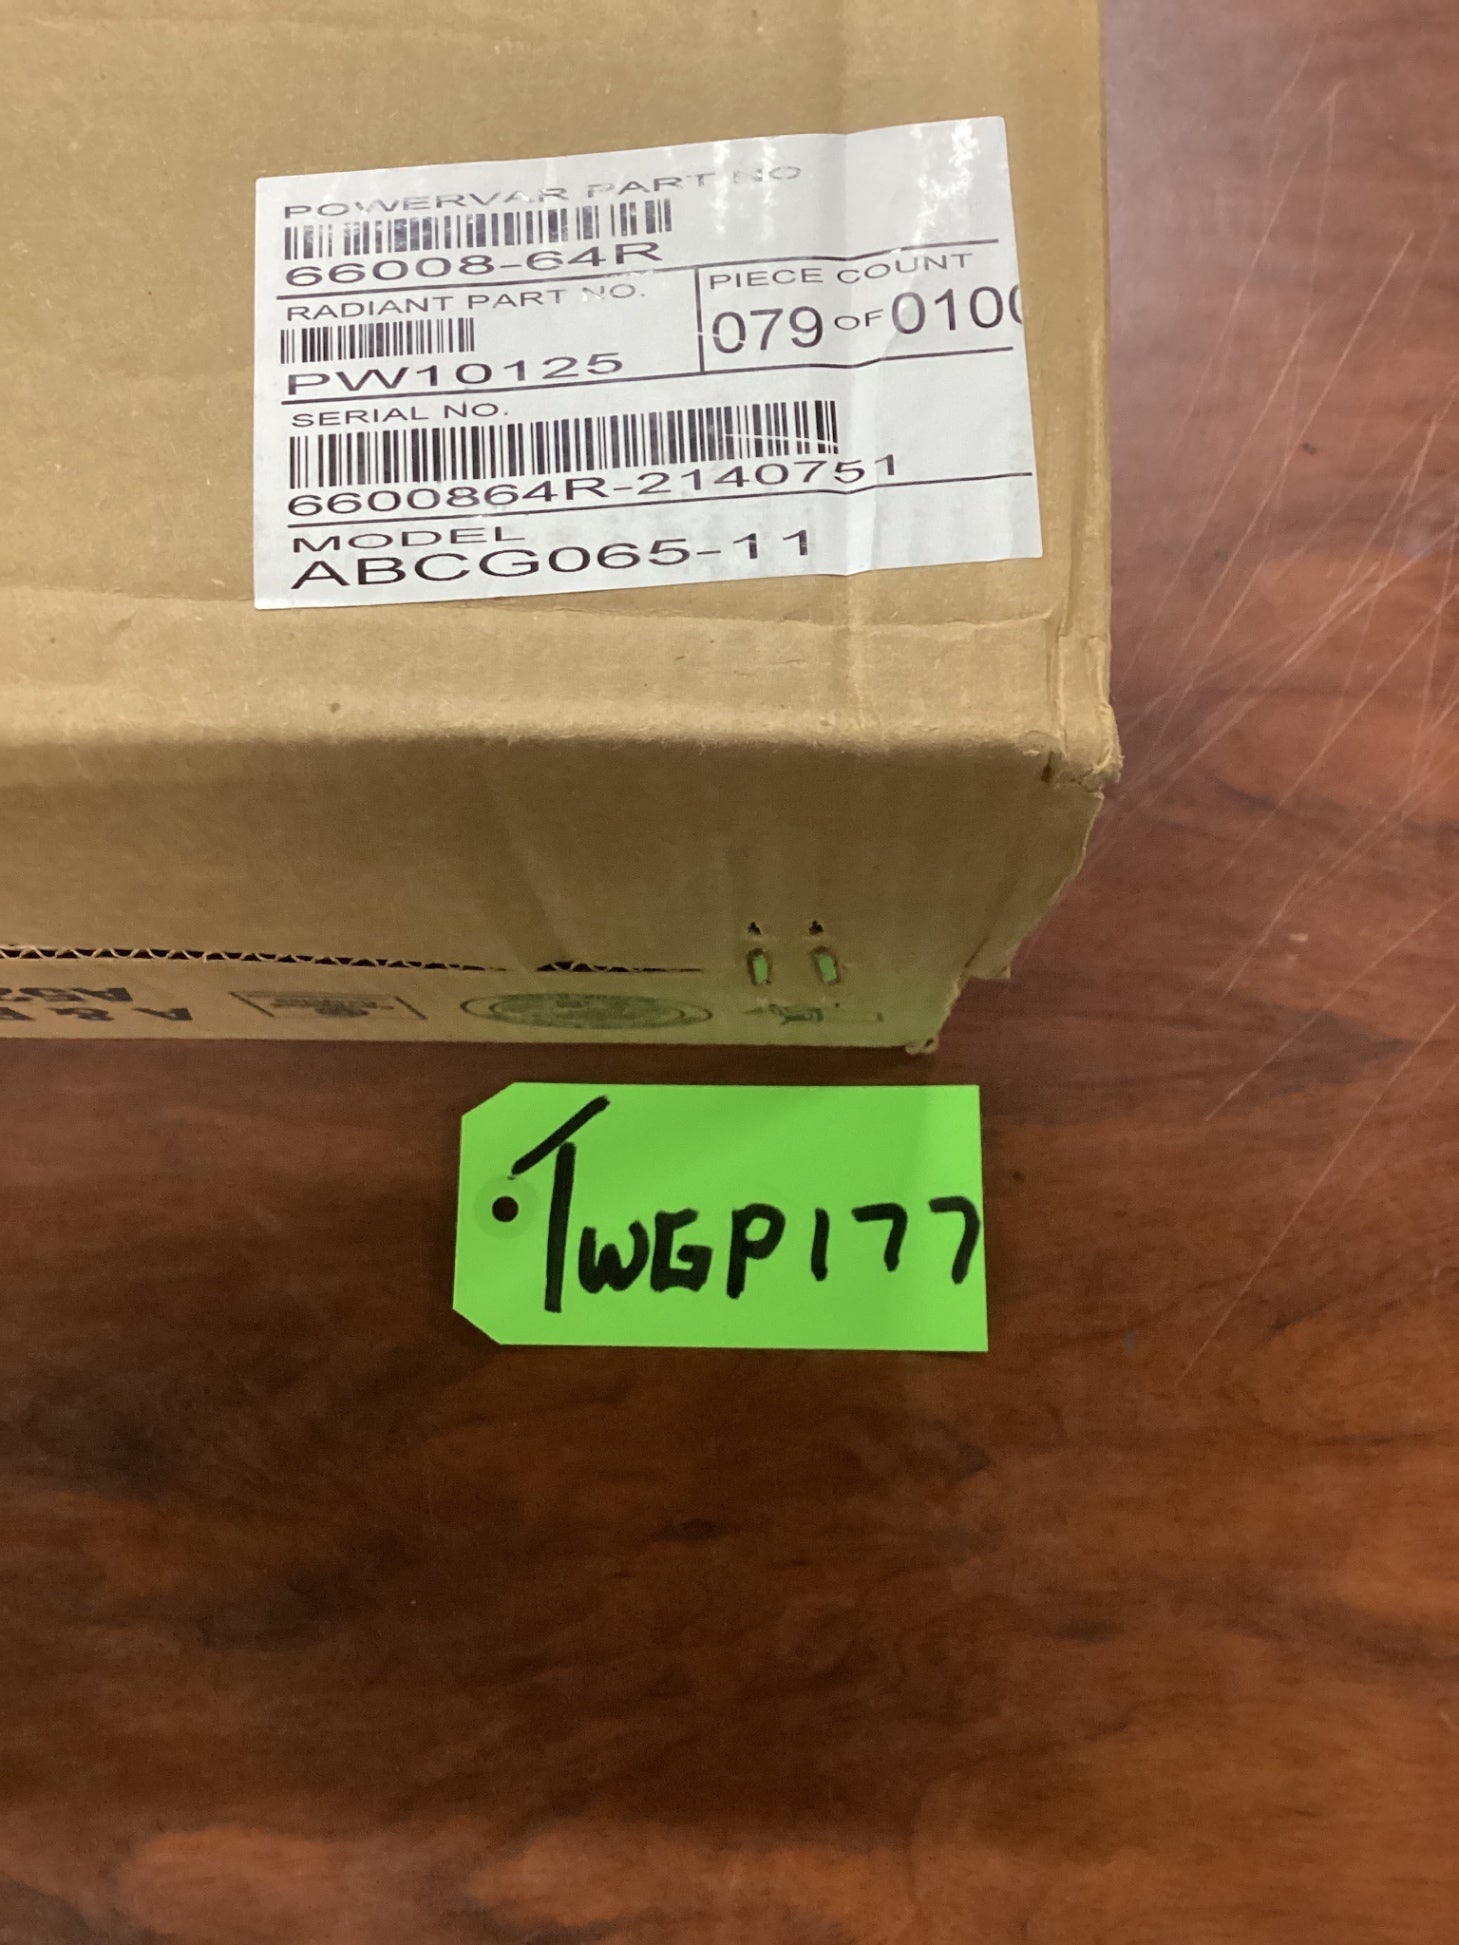 POWERVAR PART NO
66008-64R
RADIANT PART NO.
PIECE COUNT
079 OF 0100
PW10125
SERIAL NO.
6600864R-2140751
MODEL
ABCG065-11
TWGP177